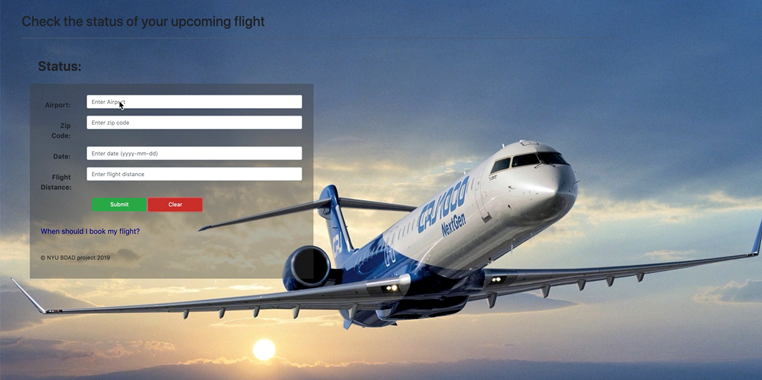 Check the status of your upcoming flight
Status:
Airport:
Enter Airport
Zip
Code:
Enter zip code
Date:
Enter date (yyyy-mm-dd)
Flight
Distance:
Enter flight distance
Submit
Clear
When should I book my flight?
© NYU BDAD project 2019
CRJ1000
NextGen